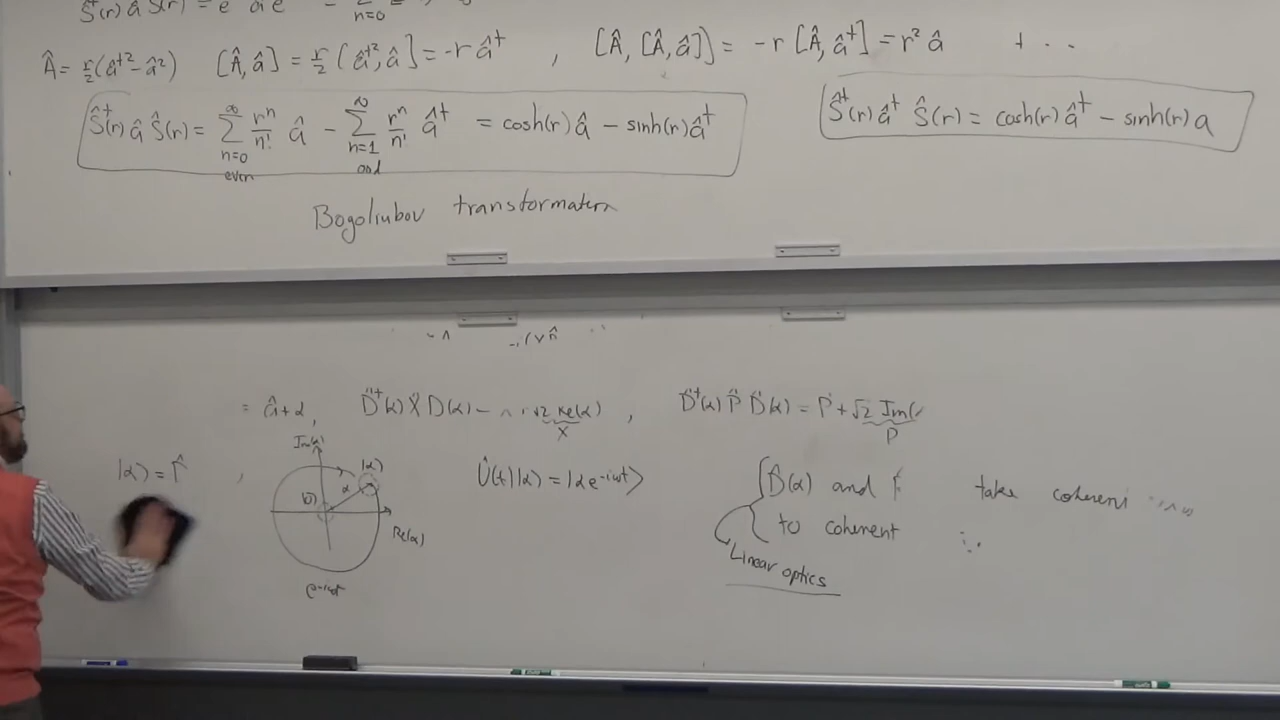 Ŝ†(r) â Ŝ(r) = e
n=0
Â = r/2(â†² - â²) [Â, â] = r/2 [â†², â] = -r â† , [Â, [Â, â]] = -r [Â, â†] = r² â + ...
Ŝ†(r) â Ŝ(r) = ∑_{n=0 even}^{∞} rⁿ/n! â - ∑_{n=1 odd}^{∞} rⁿ/n! â† = cosh(r) â - sinh(r) â†
Ŝ†(r) â† Ŝ(r) = cosh(r) â† - sinh(r) a
Bogoliubov transformation
= â + α, D̂†(α) X̂ D(α) = √2 Re(α) , D̂†(α) P̂ D̂(α) = P̂ + √2 Im(
X P
Im(α)
|α⟩ = , |0⟩ α |α⟩ Û(t)|α⟩ = |αe^{-iωt}⟩ D̂(α) and take coherent
Re(α) to coherent
e^{-iωt} Linear optics